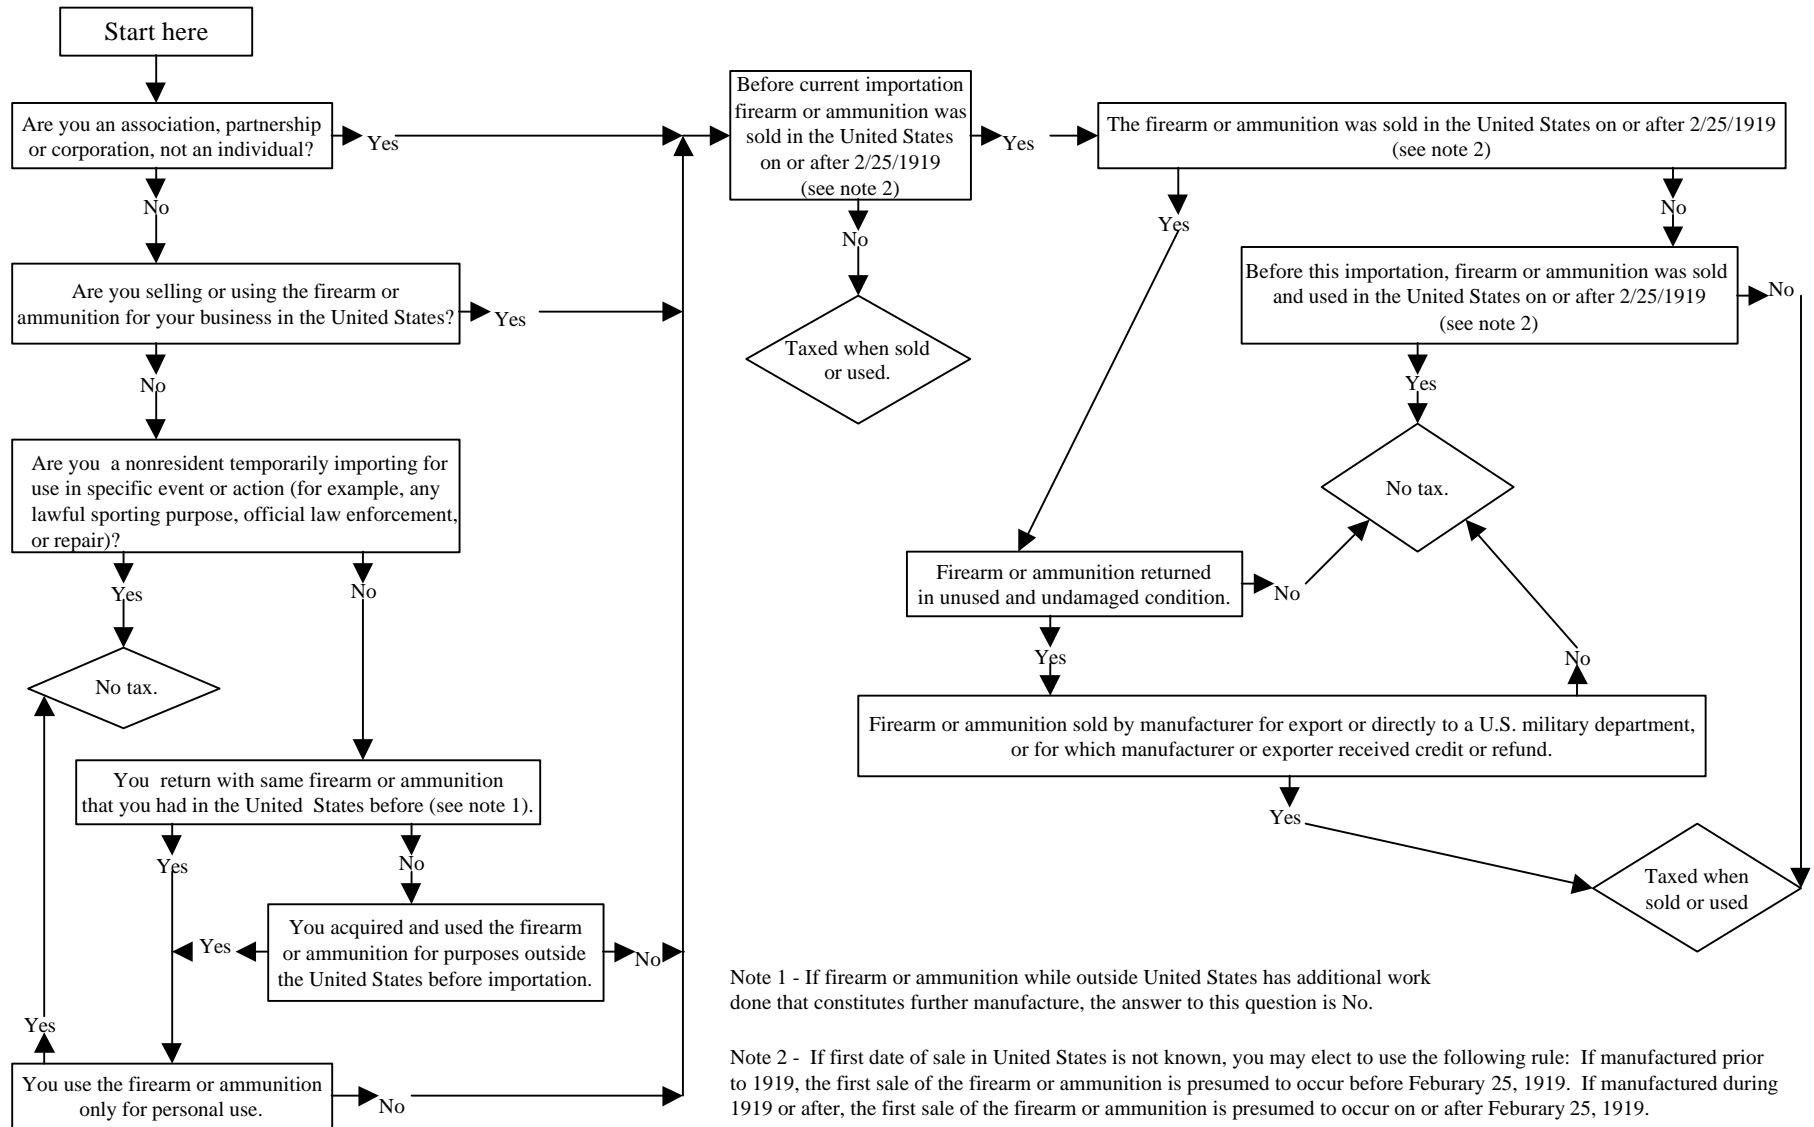 Start here
Are you an association, partnership
or corporation, not an individual?
Yes
No
Are you selling or using the firearm or
ammunition for your business in the United States?
Yes
No
Are you a nonresident temporarily importing for
use in specific event or action (for example, any
lawful sporting purpose, official law enforcement,
or repair)?
Yes
No
No tax.
You return with same firearm or ammunition
that you had in the United States before (see note 1).
Yes
No
You acquired and used the firearm
or ammunition for purposes outside
the United States before importation.
Yes
No
Yes
You use the firearm or ammunition
only for personal use.
No
Before current importation
firearm or ammunition was
sold in the United States
on or after 2/25/1919
(see note 2)
Yes
No
Taxed when sold
or used.
The firearm or ammunition was sold in the United States on or after 2/25/1919
(see note 2)
Yes
No
Before this importation, firearm or ammunition was sold
and used in the United States on or after 2/25/1919
(see note 2)
No
Yes
No tax.
Firearm or ammunition returned
in unused and undamaged condition.
No
Yes
No
Firearm or ammunition sold by manufacturer for export or directly to a U.S. military department,
or for which manufacturer or exporter received credit or refund.
Yes
Taxed when
sold or used
Note 1 - If firearm or ammunition while outside United States has additional work
done that constitutes further manufacture, the answer to this question is No.
Note 2 - If first date of sale in United States is not known, you may elect to use the following rule: If manufactured prior
to 1919, the first sale of the firearm or ammunition is presumed to occur before Feburary 25, 1919. If manufactured during
1919 or after, the first sale of the firearm or ammunition is presumed to occur on or after Feburary 25, 1919.